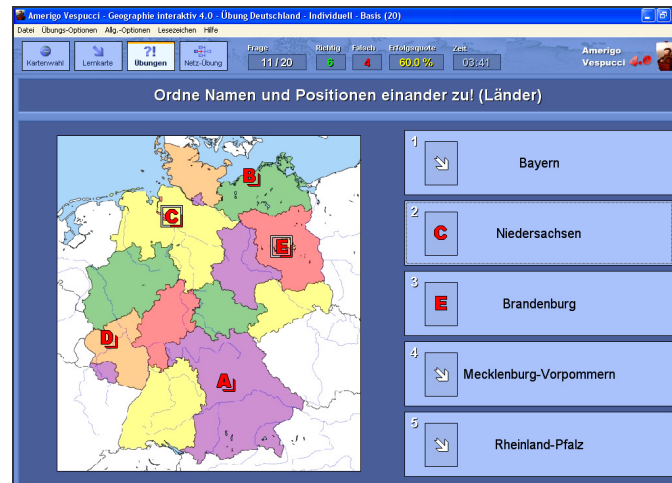 Amerigo Vespucci - Geographie interaktiv 4.0 - Übung Deutschland - Individuell - Basis (20)
Datei Übungs-Optionen Allg.-Optionen Lesezeichen Hilfe
Kartenwahl
Lernkarte
?!
Übungen
Netz-Übung
Frage
11/20
Richtig
6
Falsch
4
Erfolgsquote
60.0 %
Zeit
03:41
Amerigo
Vespucci
Ordne Namen und Positionen einander zu! (Länder)
B
C
E
D
A
1
Bayern
2
C
Niedersachsen
3
E
Brandenburg
4
Mecklenburg-Vorpommern
5
Rheinland-Pfalz